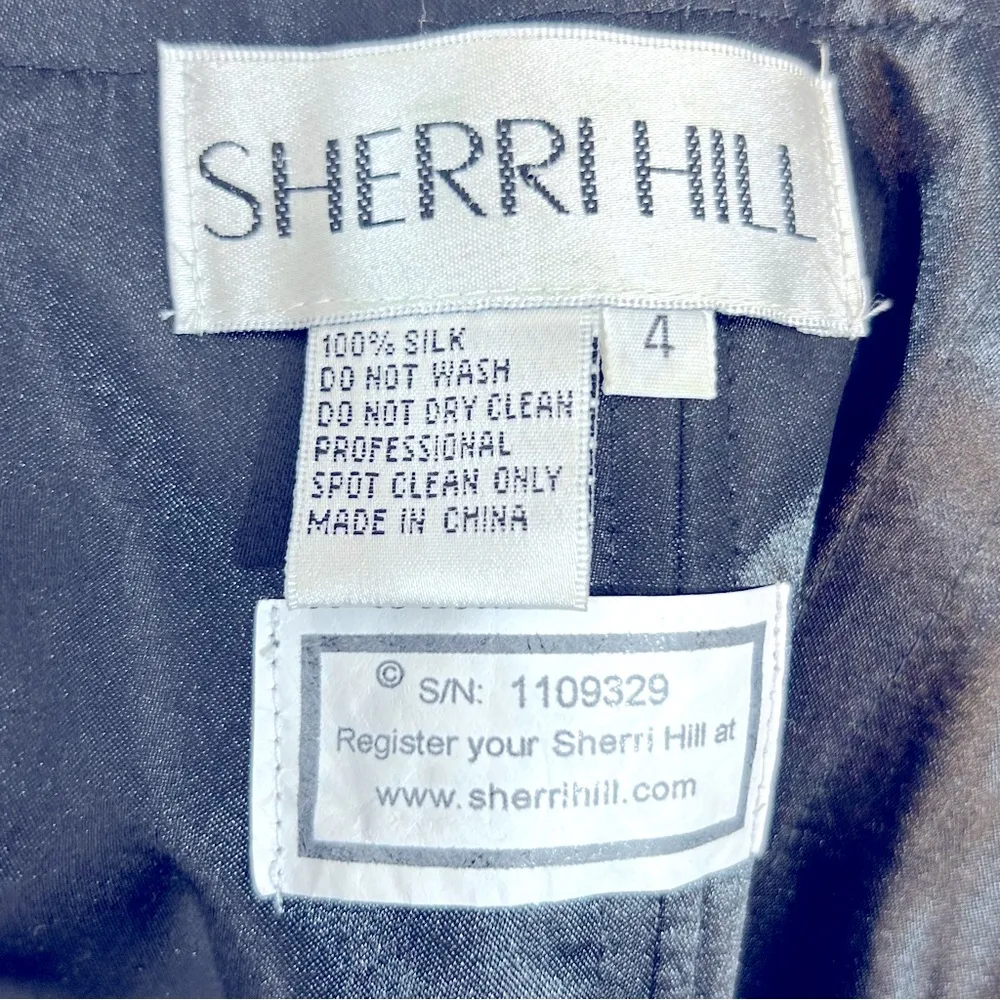 SHERRI HILL
4
100% SILK
DO NOT WASH
DO NOT DRY CLEAN
PROFESSIONAL
SPOT CLEAN ONLY
MADE IN CHINA
© S/N: 1109329
Register your Sherri Hill at
www.sherrihill.com